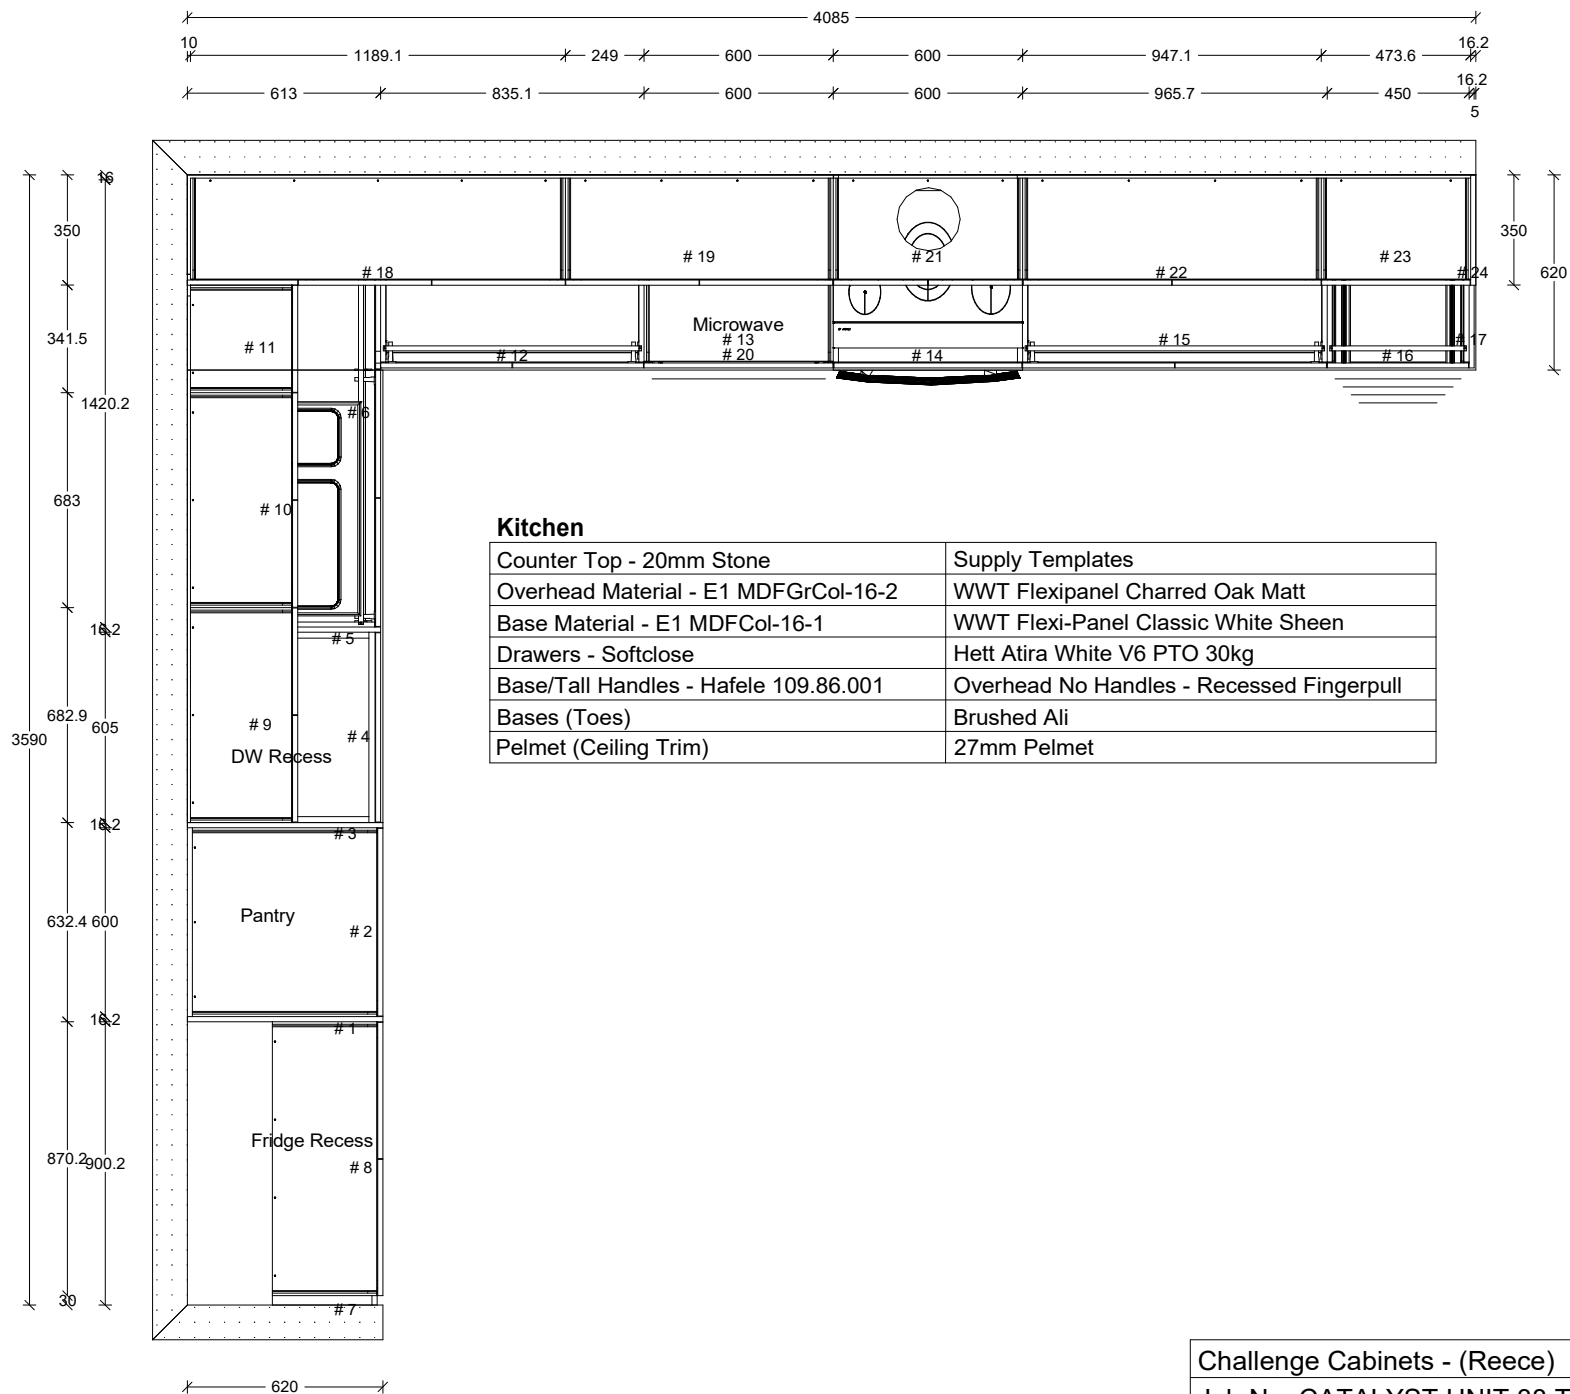 4085
10 1189.1 249 600 600 947.1 473.6 16.2
613 835.1 600 600 965.7 450 16.2
5
16
350
350
620
# 18
# 19
# 21
# 22
# 23
# 24
341.5
# 11
Microwave
# 13
# 20
# 12
# 14
# 15
# 16
# 17
1420.2
# 6
683
# 10
Kitchen
Counter Top - 20mm Stone Supply Templates
Overhead Material - E1 MDFGrCol-16-2 WWT Flexipanel Charred Oak Matt
Base Material - E1 MDFCol-16-1 WWT Flexi-Panel Classic White Sheen
Drawers - Softclose Hett Atira White V6 PTO 30kg
Base/Tall Handles - Hafele 109.86.001 Overhead No Handles - Recessed Fingerpull
Bases (Toes) Brushed Ali
Pelmet (Ceiling Trim) 27mm Pelmet
16.2
# 5
682.9
605
3590
# 9
# 4
DW Recess
16.2
# 3
Pantry
632.4 600
# 2
16.2
# 1
Fridge Recess
870.2
900.2
# 8
30
# 7
620
Challenge Cabinets - (Reece)